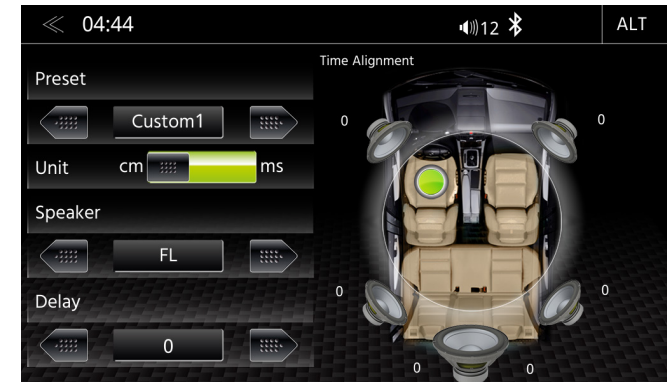 04:44
12
ALT
Time Alignment
Preset
Custom1
0
0
Unit
cm
ms
Speaker
FL
Delay
0
0
0
0
0